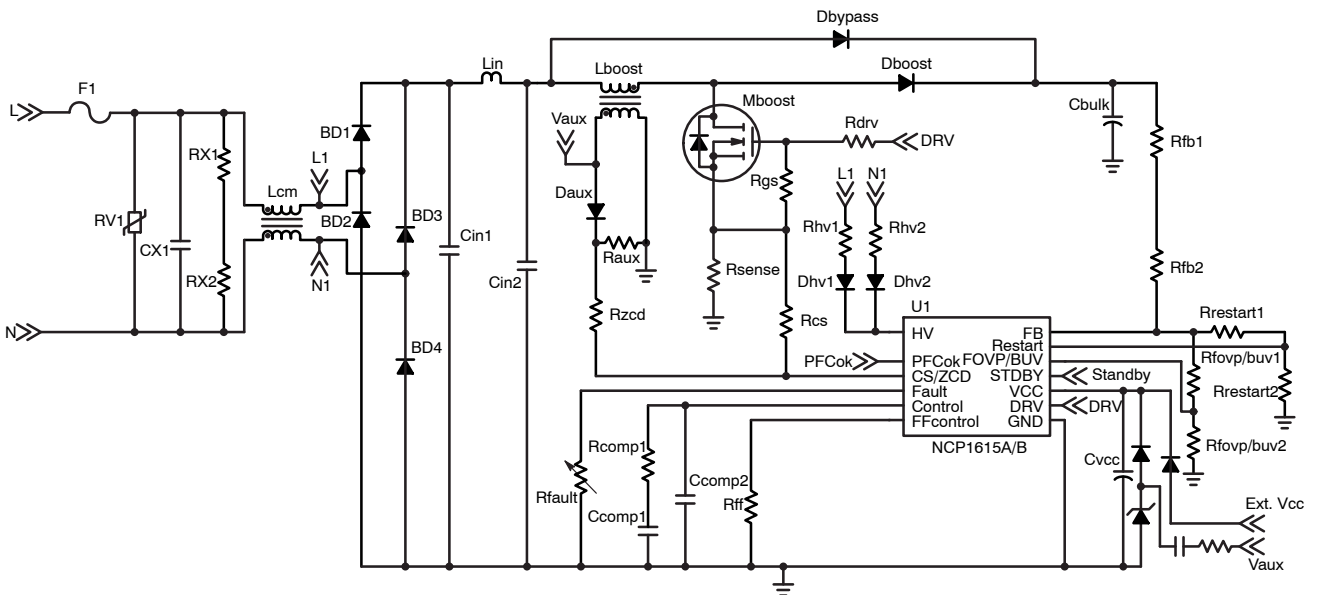 Dbypass
Lin
Lboost
Dboost
F1
L
Vaux
Mboost
Cbulk
BD1
Rdrv
DRV
RX1
L1
Rfb1
Lcm
Rgs
L1
N1
Daux
RV1
BD2
BD3
Rhv1
Rhv2
CX1
Cin1
Raux
Rsense
Rfb2
RX2
N1
Cin2
Dhv1
Dhv2
Rzcd
Rcs
U1
Rrestart1
N
HV
FB
Restart
BD4
PFCok
PFCok
FOVP/BUV
Rfovp/buv1
CS/ZCD
STDBY
Standby
Fault
VCC
Rrestart2
Control
DRV
DRV
FFcontrol
GND
Rcomp1
NCP1615A/B
Rfovp/buv2
Cvcc
Ccomp2
Rfault
Rff
Ext. Vcc
Ccomp1
Vaux